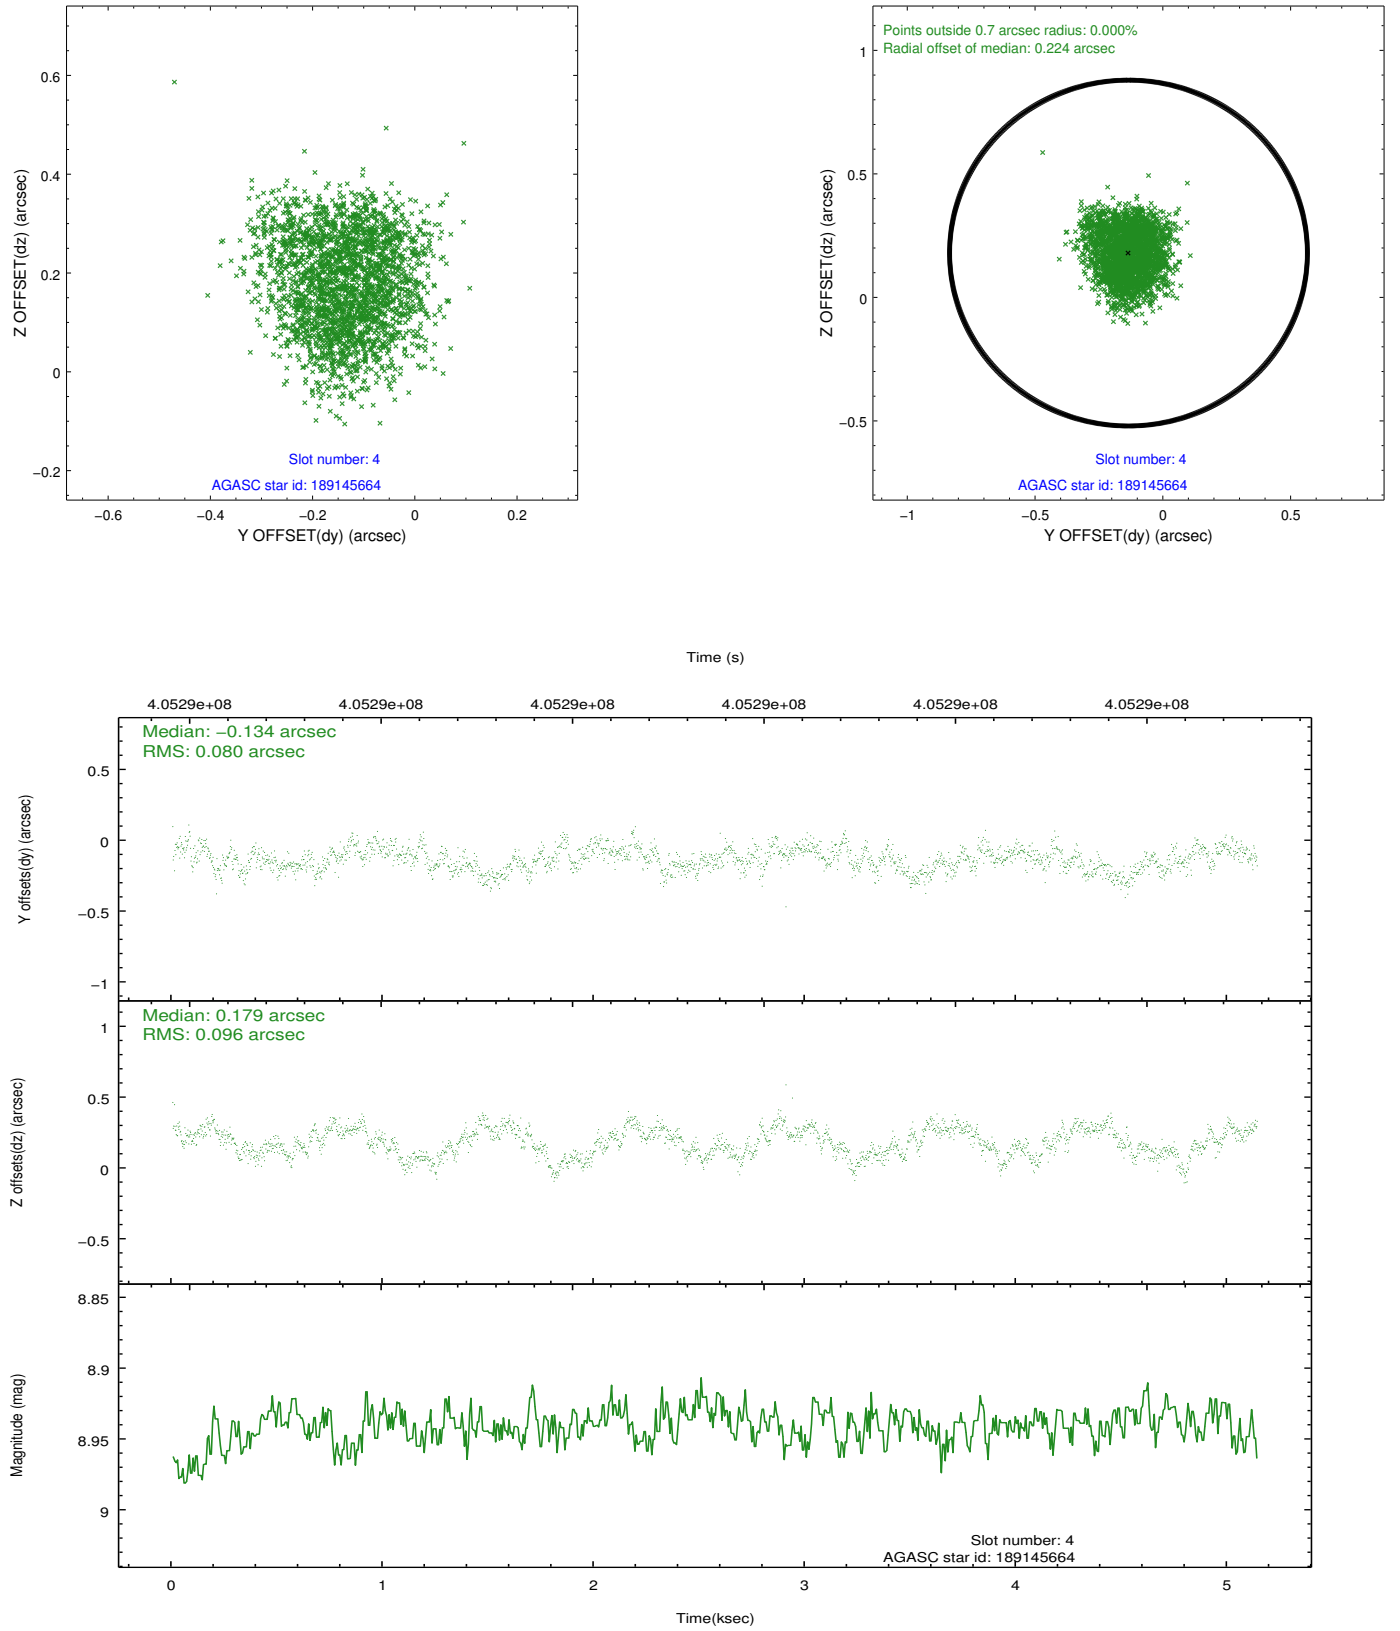 0.6
0.4
0.2
0
−0.2
−0.6
−0.4
−0.2
0
0.2
Z OFFSET(dz) (arcsec)
Y OFFSET(dy) (arcsec)
Slot number: 4
AGASC star id: 189145664
Points outside 0.7 arcsec radius: 0.000%
Radial offset of median: 0.224 arcsec
1
0.5
0
−0.5
−1
−0.5
0
0.5
Z OFFSET(dz) (arcsec)
Y OFFSET(dy) (arcsec)
Slot number: 4
AGASC star id: 189145664
Time (s)
4.0529e+08
4.0529e+08
4.0529e+08
4.0529e+08
4.0529e+08
4.0529e+08
Median: −0.134 arcsec
RMS: 0.080 arcsec
0.5
0
−0.5
−1
Y offsets(dy) (arcsec)
Median: 0.179 arcsec
RMS: 0.096 arcsec
1
0.5
0
−0.5
Z offsets(dz) (arcsec)
8.85
8.9
8.95
9
Magnitude (mag)
Slot number: 4
AGASC star id: 189145664
0
1
2
3
4
5
Time(ksec)